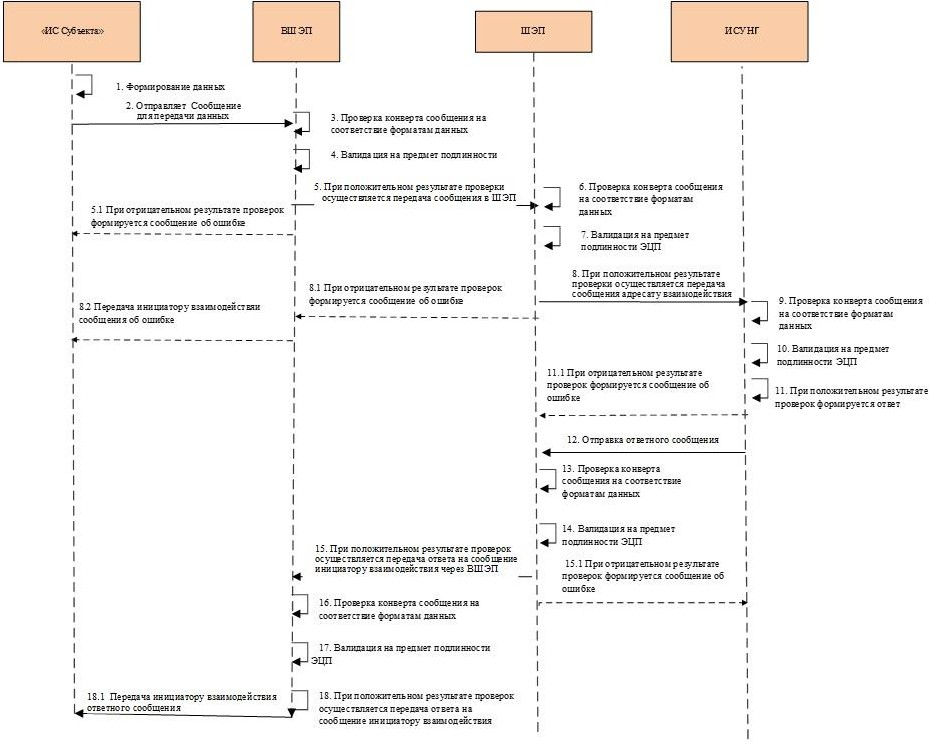 «ИС Субъекта»
ВШЭП
ШЭП
ИСУНГ
1. Формирование данных
2. Отправляет Сообщение
для передачи данных
3. Проверка конверта сообщения на
соответствие форматам данных
4. Валидация на предмет подлинности
5. При положительном результате проверки
осуществляется передача сообщения в ШЭП
5.1 При отрицательном результате проверок
формируется сообщение об ошибке
6. Проверка конверта сообщения
на соответствие форматам
данных
7. Валидация на предмет
подлинности ЭЦП
8. При положительном результате
проверки осуществляется передача
сообщения адресату взаимодействия
8.1 При отрицательном результате проверок
формируется сообщение об ошибке
8.2 Передача инициатору взаимодействии
сообщения об ошибке
9. Проверка конверта сообщения
на соответствие форматам
данных
10. Валидация на предмет
подлинности ЭЦП
11. При положительном результате
проверок формируется ответ
11.1 При отрицательном результате
проверок формируется сообщение об
ошибке
12. Отправка ответного сообщения
13. Проверка конверта
сообщения на соответствие
форматам данных
14. Валидация на предмет
подлинности ЭЦП
15. При положительном результате проверок
осуществляется передача ответа на сообщение
инициатору взаимодействия через ВШЭП
15.1 При отрицательном результате
проверок формируется сообщение об
ошибке
16. Проверка конверта сообщения на
соответствие форматам данных
17. Валидация на предмет подлинности
ЭЦП
18. При положительном результате проверок
осуществляется передача ответа на
сообщение инициатору взаимодействия
18.1 Передача инициатору взаимодействия
ответного сообщения